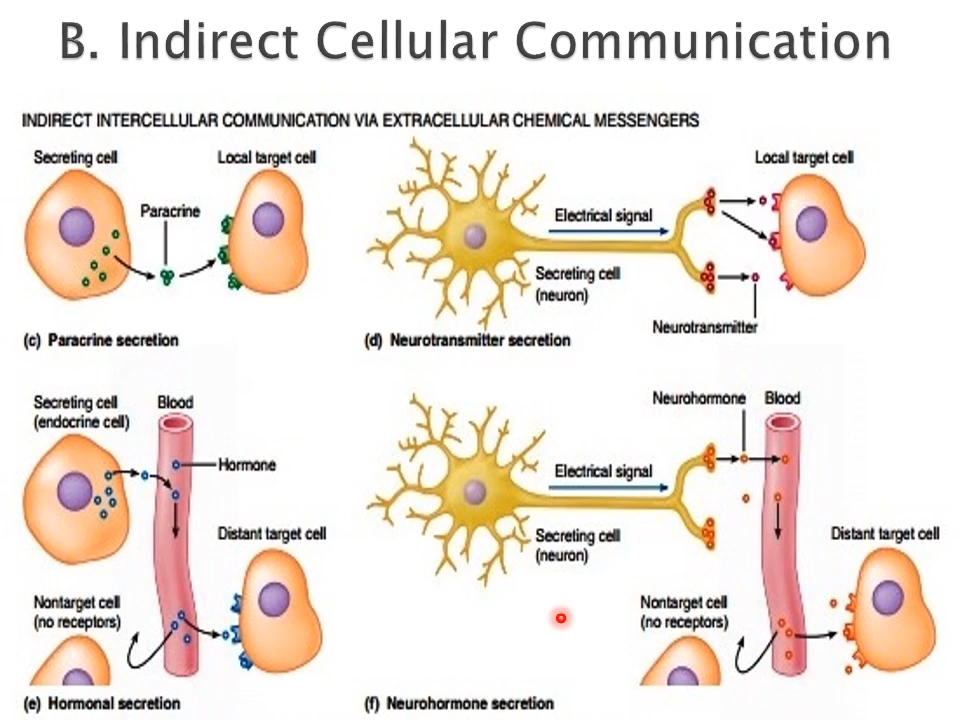 B. Indirect Cellular Communication
INDIRECT INTERCELLULAR COMMUNICATION VIA EXTRACELLULAR CHEMICAL MESSENGERS
Secreting cell
Local target cell
Paracrine
(c) Paracrine secretion
Local target cell
Electrical signal
Secreting cell
(neuron)
Neurotransmitter
(d) Neurotransmitter secretion
Secreting cell
(endocrine cell)
Blood
Hormone
Distant target cell
Nontarget cell
(no receptors)
(e) Hormonal secretion
Neurohormone
Blood
Electrical signal
Secreting cell
(neuron)
Distant target cell
Nontarget cell
(no receptors)
(f) Neurohormone secretion